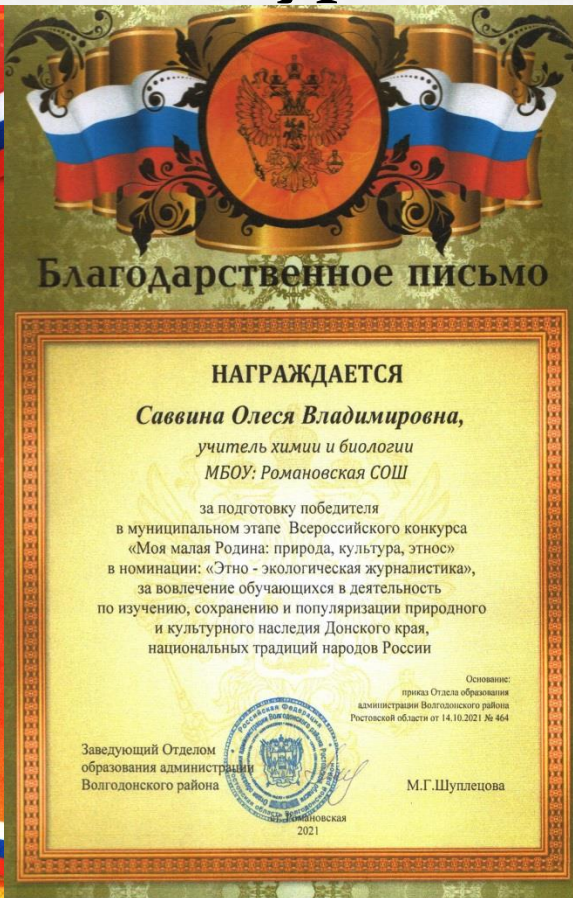 Благодарственное письмо
НАГРАЖДАЕТСЯ
Саввина Олеся Владимировна,
учитель химии и биологии
МБОУ: Романовская СОШ
за подготовку победителя
в муниципальном этапе Всероссийского конкурса
«Моя малая Родина: природа, культура, этнос»
в номинации: «Этно - экологическая журналистика»,
за вовлечение обучающихся в деятельность
по изучению, сохранению и популяризации природного
и культурного наследия Донского края,
национальных традиций народов России
Основание:
приказ Отдела образования
администрации Волгодонского района
Ростовской области от 14.10.2021 № 464
Заведующий Отделом
образования администрации
Волгодонского района
М.Г.Шуплецова
Российская Федерация
Романовская
2021